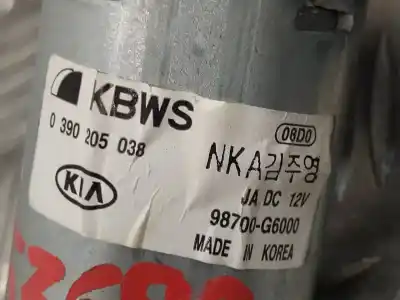 KBWS
06D0
0 390 205 038
NKA김주영
KIA
JA DC 12V
98700-G6000
MADE IN KOREA